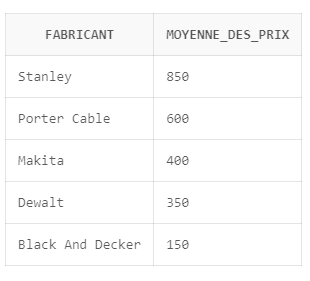 FABRICANT MOYENNE_DES_PRIX
Stanley 850
Porter Cable 600
Makita 400
Dewalt 350
Black And Decker 150